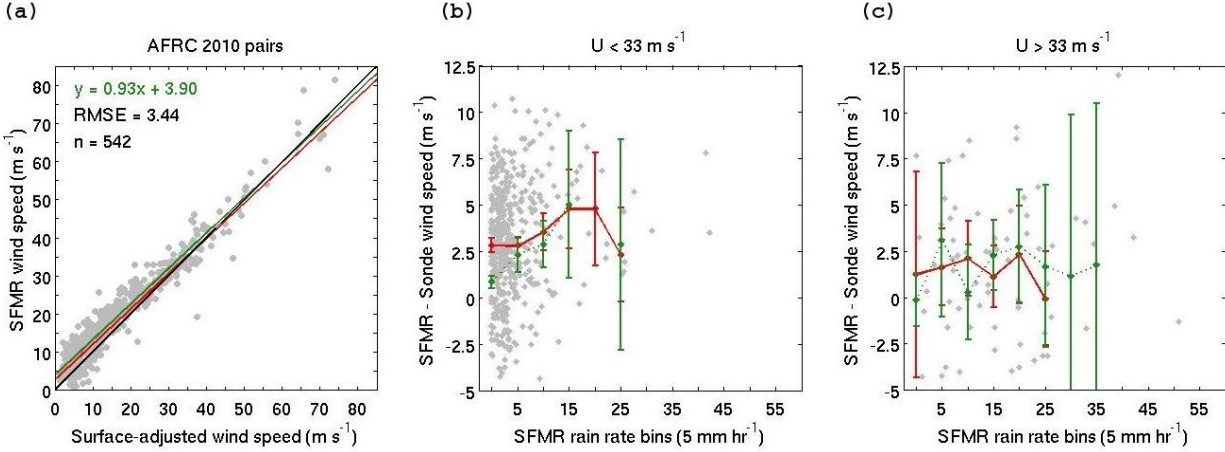 (a)
AFRC 2010 pairs
y = 0.93x + 3.90
RMSE = 3.44
n = 542
SFMR wind speed (m s⁻¹)
80
70
60
50
40
30
20
10
0
0 10 20 30 40 50 60 70 80
Surface-adjusted wind speed (m s⁻¹)
(b)
U < 33 m s⁻¹
SFMR - Sonde wind speed (m s⁻¹)
12.5
10
7.5
5
2.5
0
-2.5
-5
5 15 25 35 45 55
SFMR rain rate bins (5 mm hr⁻¹)
(c)
U > 33 m s⁻¹
SFMR - Sonde wind speed (m s⁻¹)
12.5
10
7.5
5
2.5
0
-2.5
-5
5 15 25 35 45 55
SFMR rain rate bins (5 mm hr⁻¹)